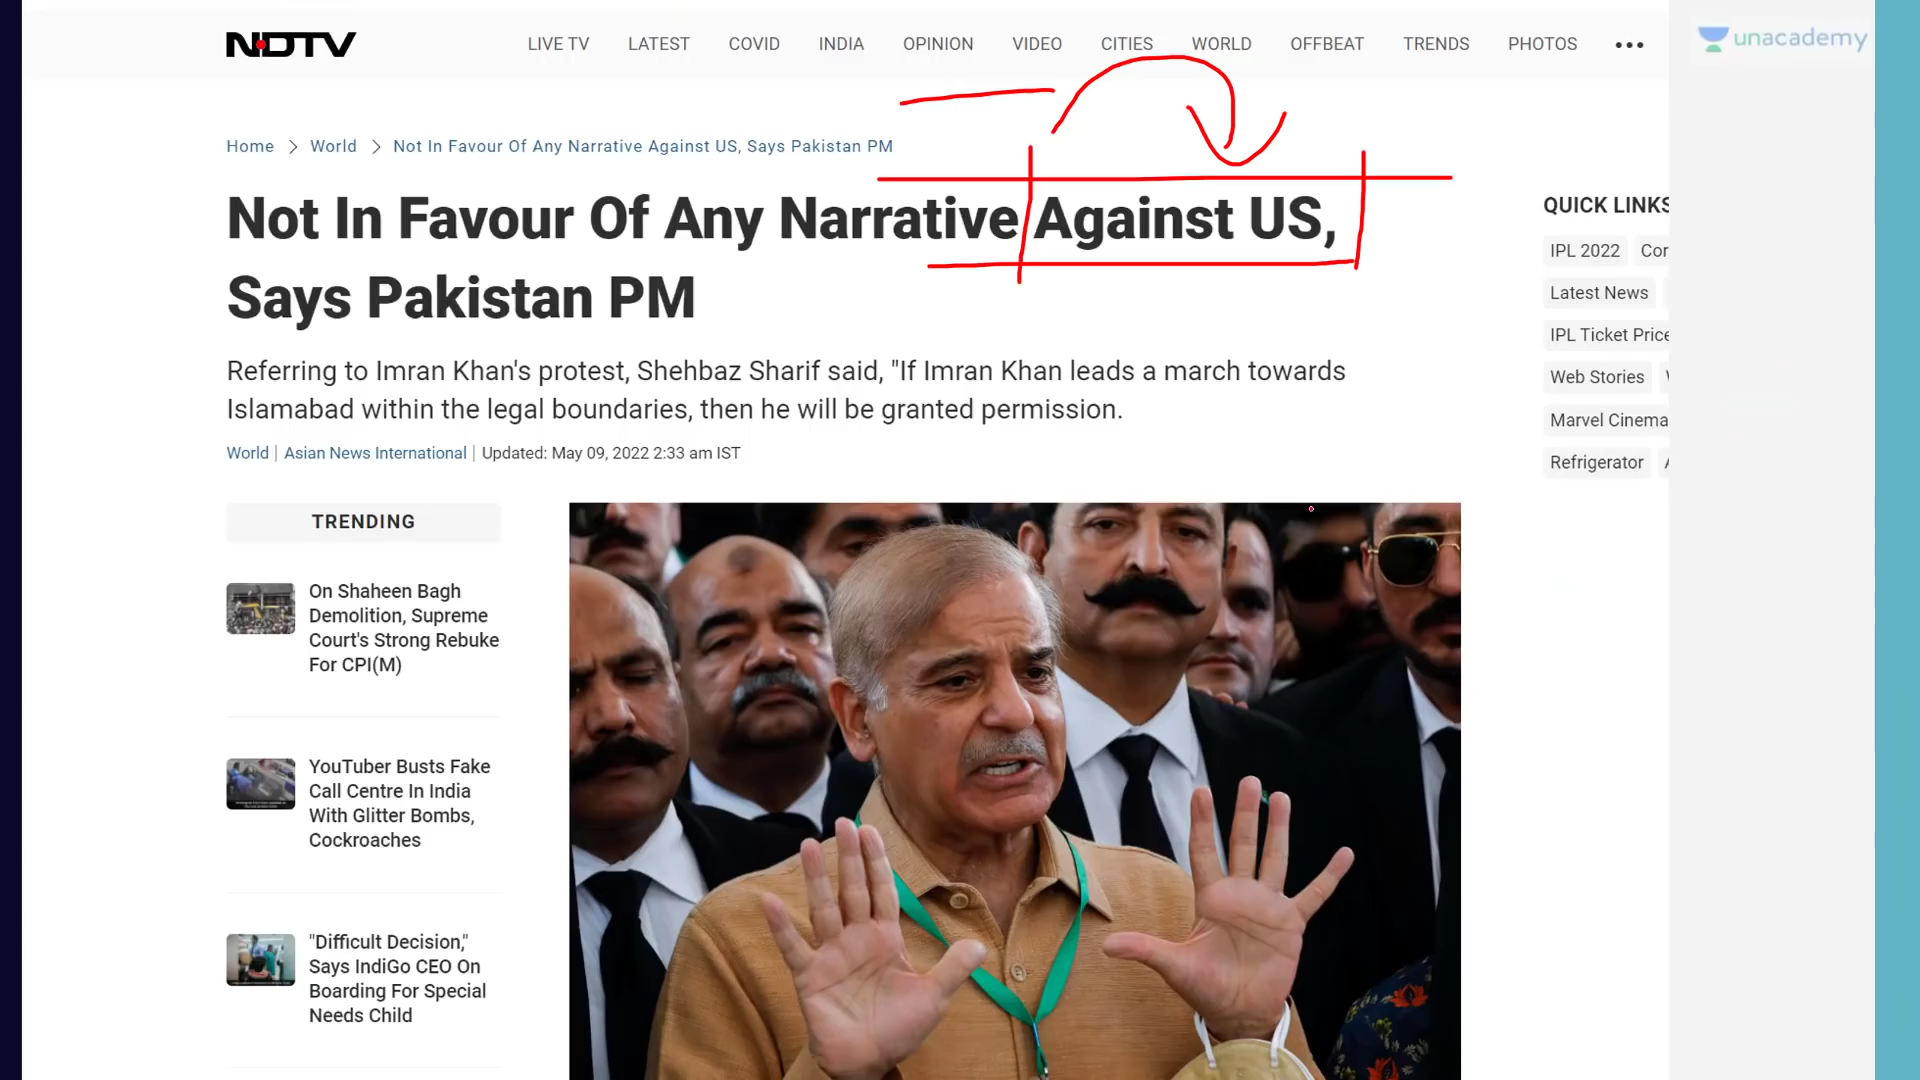 NDTV
LIVE TV LATEST COVID INDIA OPINION VIDEO CITIES WORLD OFFBEAT TRENDS PHOTOS
unacademy
Home > World > Not In Favour Of Any Narrative Against US, Says Pakistan PM
Not In Favour Of Any Narrative Against US,
Says Pakistan PM
Referring to Imran Khan's protest, Shehbaz Sharif said, "If Imran Khan leads a march towards
Islamabad within the legal boundaries, then he will be granted permission.
World | Asian News International | Updated: May 09, 2022 2:33 am IST
QUICK LINKS
IPL 2022 Cor
Latest News
IPL Ticket Price
Web Stories
Marvel Cinema
Refrigerator
TRENDING
On Shaheen Bagh
Demolition, Supreme
Court's Strong Rebuke
For CPI(M)
YouTuber Busts Fake
Call Centre In India
With Glitter Bombs,
Cockroaches
"Difficult Decision,"
Says IndiGo CEO On
Boarding For Special
Needs Child